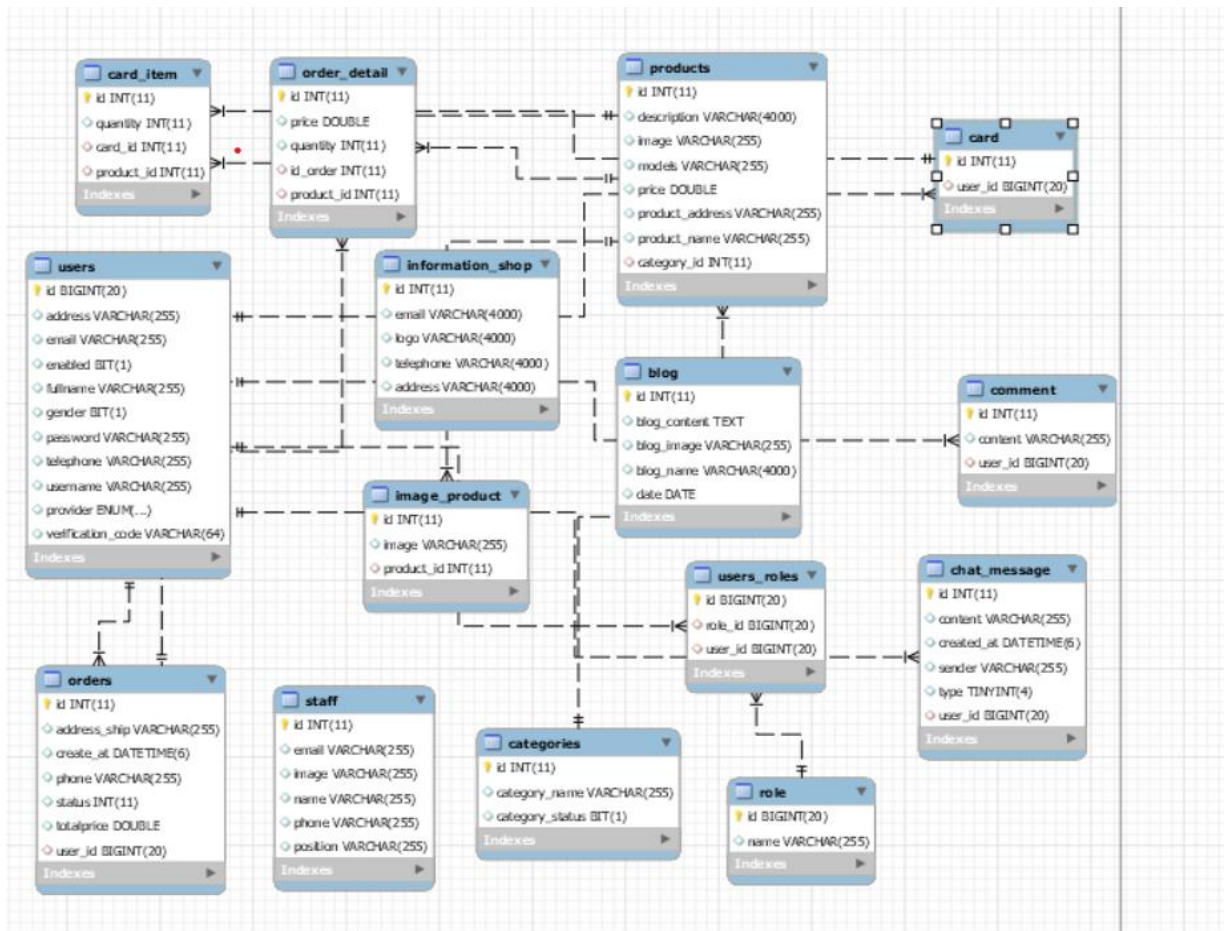 card_item
id INT(11)
quantity INT(11)
card_id INT(11)
product_id INT(11)
Indexes
order_detail
id INT(11)
price DOUBLE
quantity INT(11)
id_order INT(11)
product_id INT(11)
Indexes
products
id INT(11)
description VARCHAR(4000)
image VARCHAR(255)
models VARCHAR(255)
price DOUBLE
product_address VARCHAR(255)
product_name VARCHAR(255)
category_id INT(11)
Indexes
card
id INT(11)
user_id BIGINT(20)
Indexes
users
id BIGINT(20)
address VARCHAR(255)
email VARCHAR(255)
enabled BIT(1)
fullname VARCHAR(255)
gender BIT(1)
password VARCHAR(255)
telephone VARCHAR(255)
username VARCHAR(255)
provider ENUM(...)
verification_code VARCHAR(64)
Indexes
information_shop
id INT(11)
email VARCHAR(4000)
logo VARCHAR(4000)
telephone VARCHAR(4000)
address VARCHAR(4000)
Indexes
blog
id INT(11)
blog_content TEXT
blog_image VARCHAR(255)
blog_name VARCHAR(4000)
date DATE
Indexes
comment
id INT(11)
content VARCHAR(255)
user_id BIGINT(20)
Indexes
image_product
id INT(11)
image VARCHAR(255)
product_id INT(11)
Indexes
users_roles
id BIGINT(20)
role_id BIGINT(20)
user_id BIGINT(20)
Indexes
chat_message
id INT(11)
content VARCHAR(255)
created_at DATETIME(6)
sender VARCHAR(255)
type TINYINT(4)
user_id BIGINT(20)
Indexes
orders
id INT(11)
address_ship VARCHAR(255)
create_at DATETIME(6)
phone VARCHAR(255)
status INT(11)
totalprice DOUBLE
user_id BIGINT(20)
Indexes
staff
id INT(11)
email VARCHAR(255)
image VARCHAR(255)
name VARCHAR(255)
phone VARCHAR(255)
position VARCHAR(255)
Indexes
categories
id INT(11)
category_name VARCHAR(255)
category_status BIT(1)
Indexes
role
id BIGINT(20)
name VARCHAR(255)
Indexes